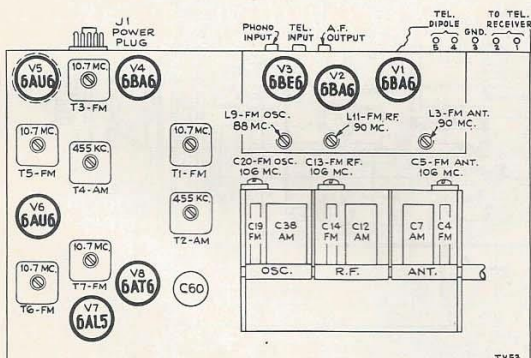 J1
POWER
PLUG
PHONO
INPUT
TEL.
INPUT
A.F.
OUTPUT
TEL.
DIPOLE
GND.
TO TEL.
RECEIVER
5 4 3 2 1
V5
6AU6
10.7 MC.
T3-FM
V4
6BA6
V3
6BE6
V2
6BA6
V1
6BA6
L9-FM OSC.
88 MC.
L11-FM RF.
90 MC.
L3-FM ANT.
90 MC.
10.7 MC.
T5-FM
455 KC.
T4-AM
10.7 MC.
T1-FM
C20-FM OSC.
106 MC.
C13-FM RF.
106 MC.
C5-FM ANT.
106 MC.
V6
6AU6
455 KC.
T2-AM
C19
FM
C38
AM
C14
FM
C12
AM
C7
AM
C4
FM
OSC.
R.F.
ANT.
10.7 MC.
T6-FM
10.7 MC.
T7-FM
V8
6AT6
C60
V7
6AL5